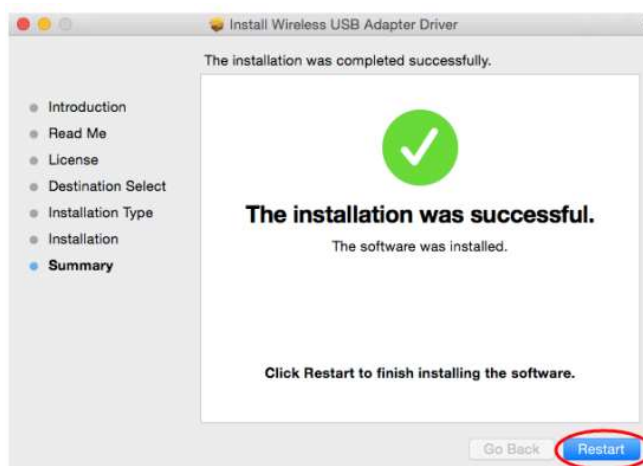 Install Wireless USB Adapter Driver
The installation was completed successfully.
Introduction
Read Me
License
Destination Select
Installation Type
Installation
Summary
The installation was successful.
The software was installed.
Click Restart to finish installing the software.
Go Back
Restart